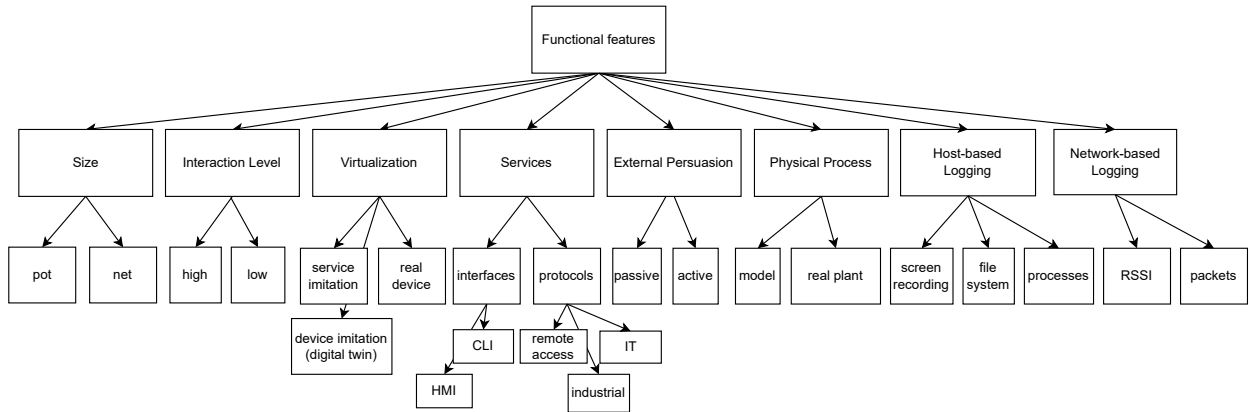 Functional features
Size
Interaction Level
Virtualization
Services
External Persuasion
Physical Process
Host-based
Logging
Network-based
Logging
pot
net
high
low
service
imitation
real
device
interfaces
protocols
passive
active
model
real plant
screen
recording
file
system
processes
RSSI
packets
device imitation
(digital twin)
CLI
remote
access
IT
HMI
industrial